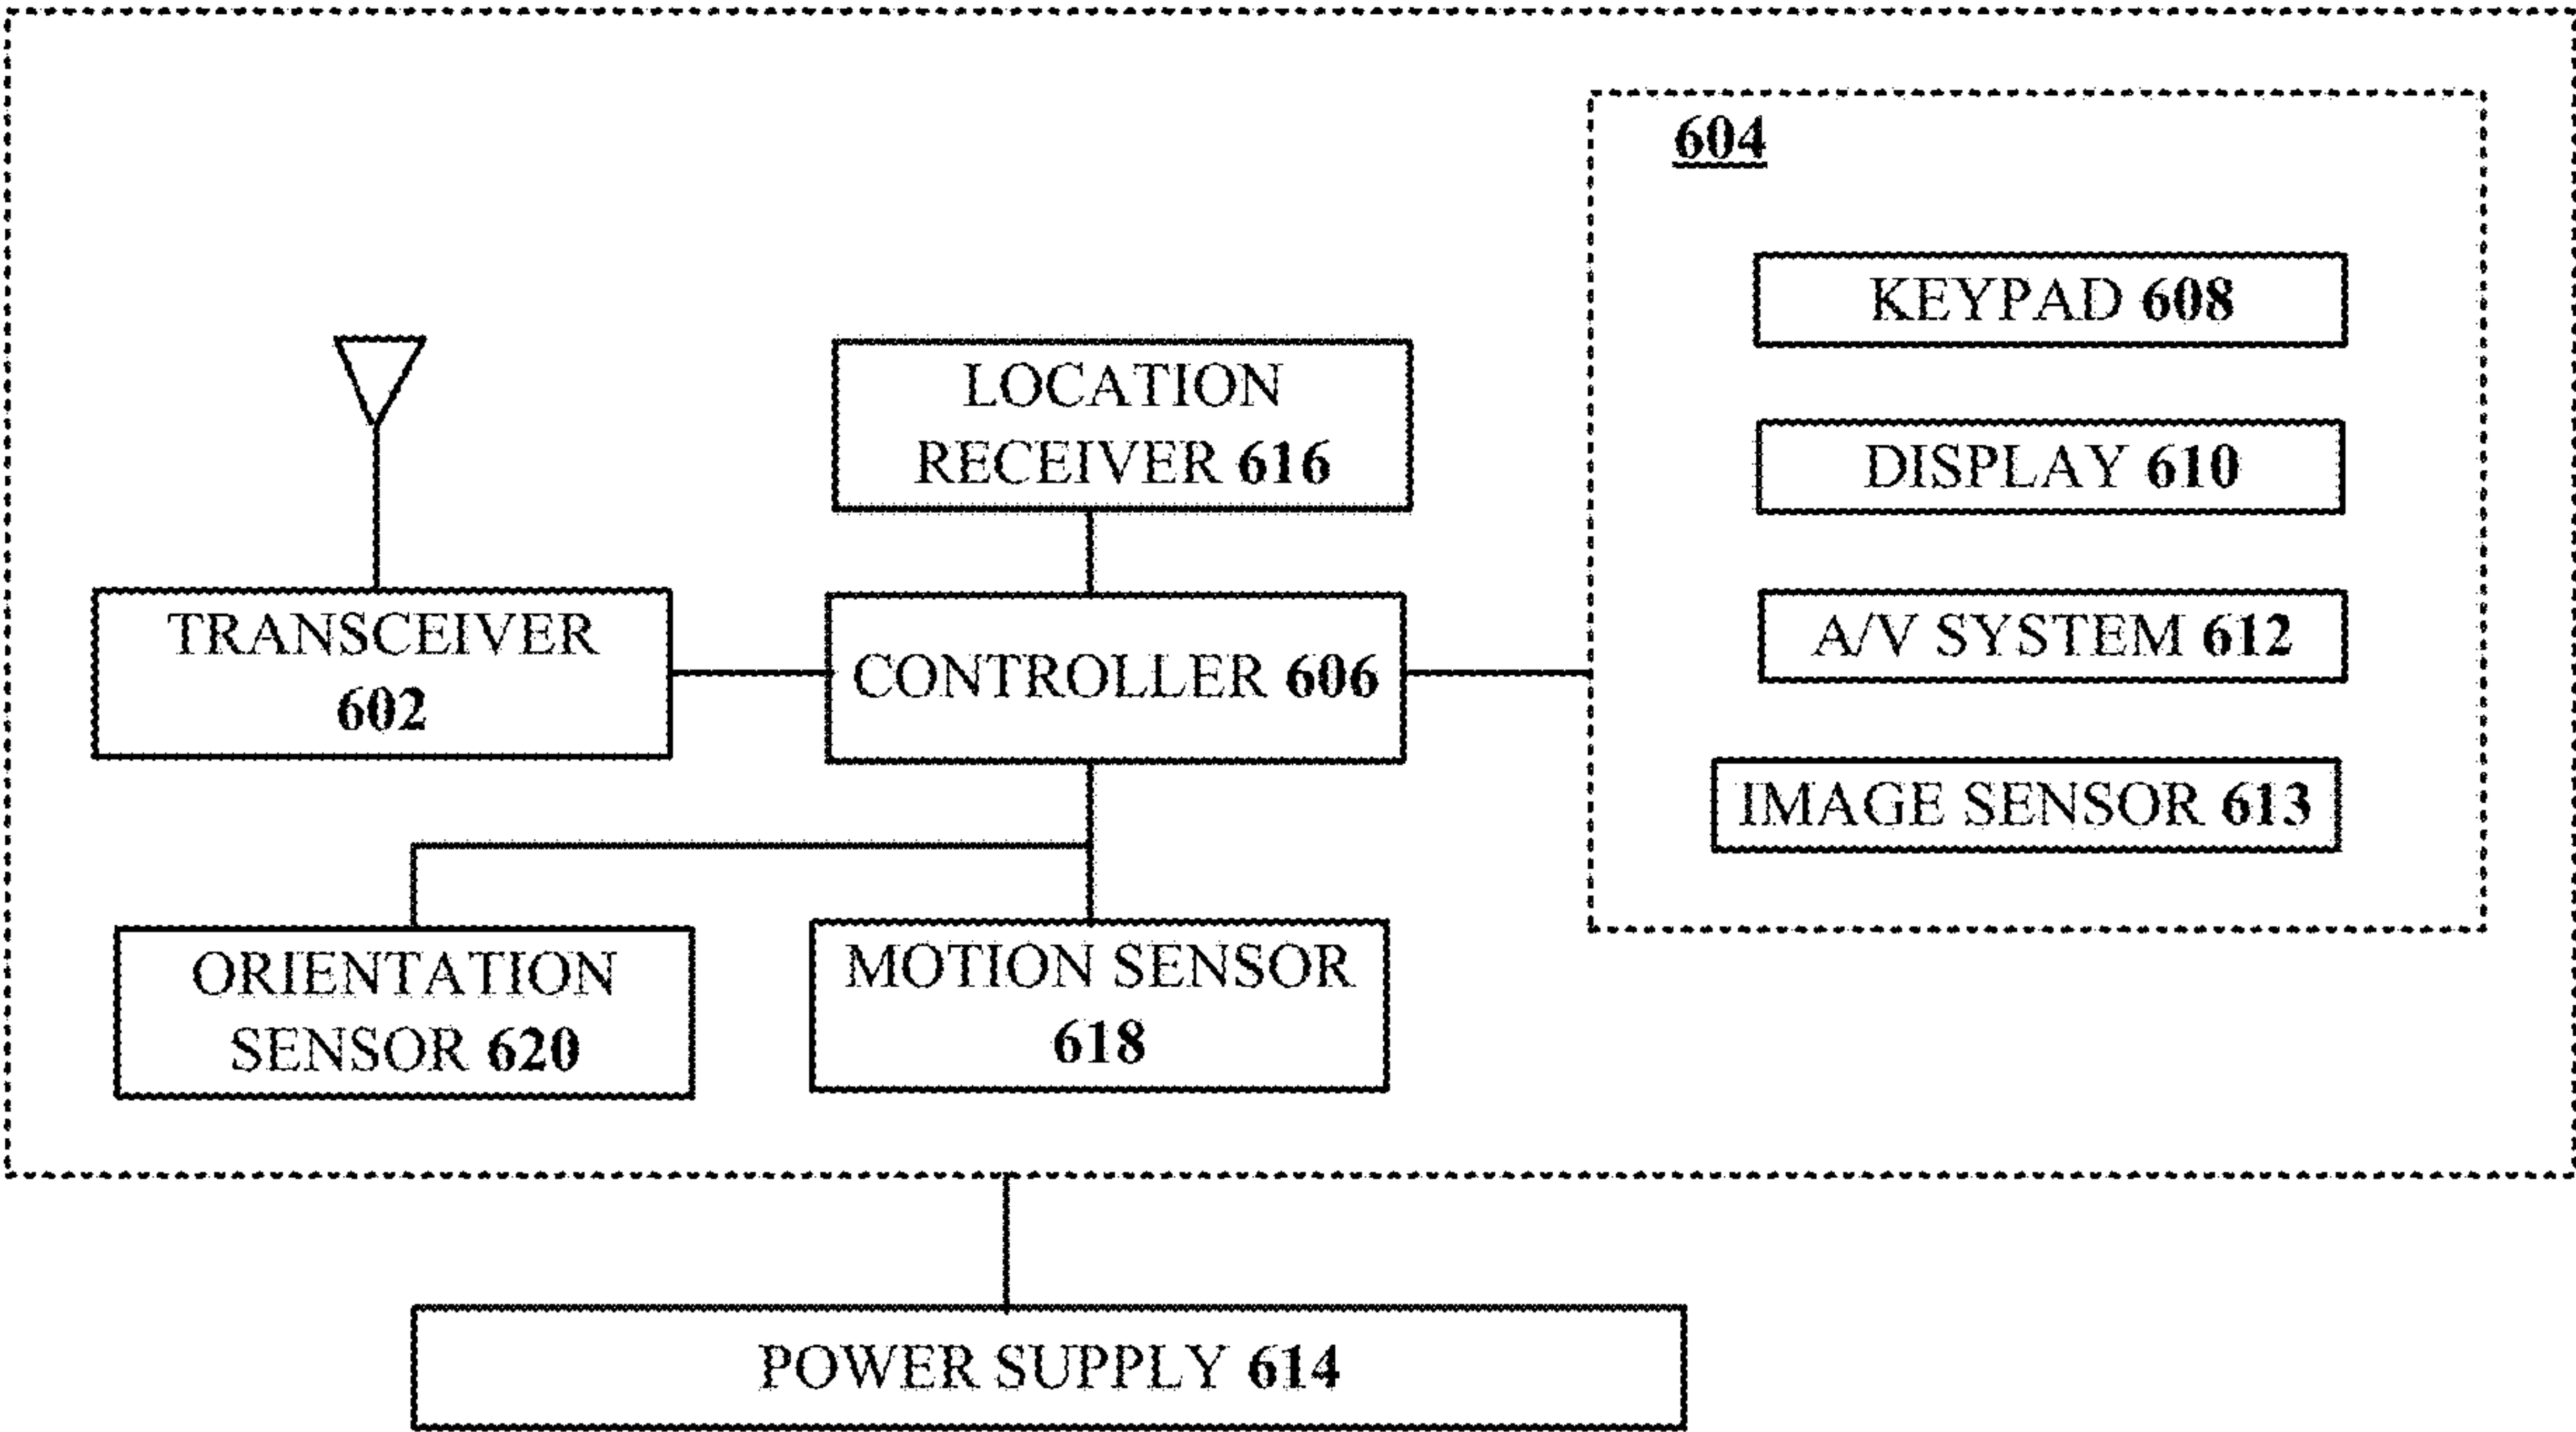 604
KEYPAD 608
LOCATION
RECEIVER 616
DISPLAY 610
TRANSCEIVER
602
CONTROLLER 606
A/V SYSTEM 612
IMAGE SENSOR 613
ORIENTATION
SENSOR 620
MOTION SENSOR
618
POWER SUPPLY 614